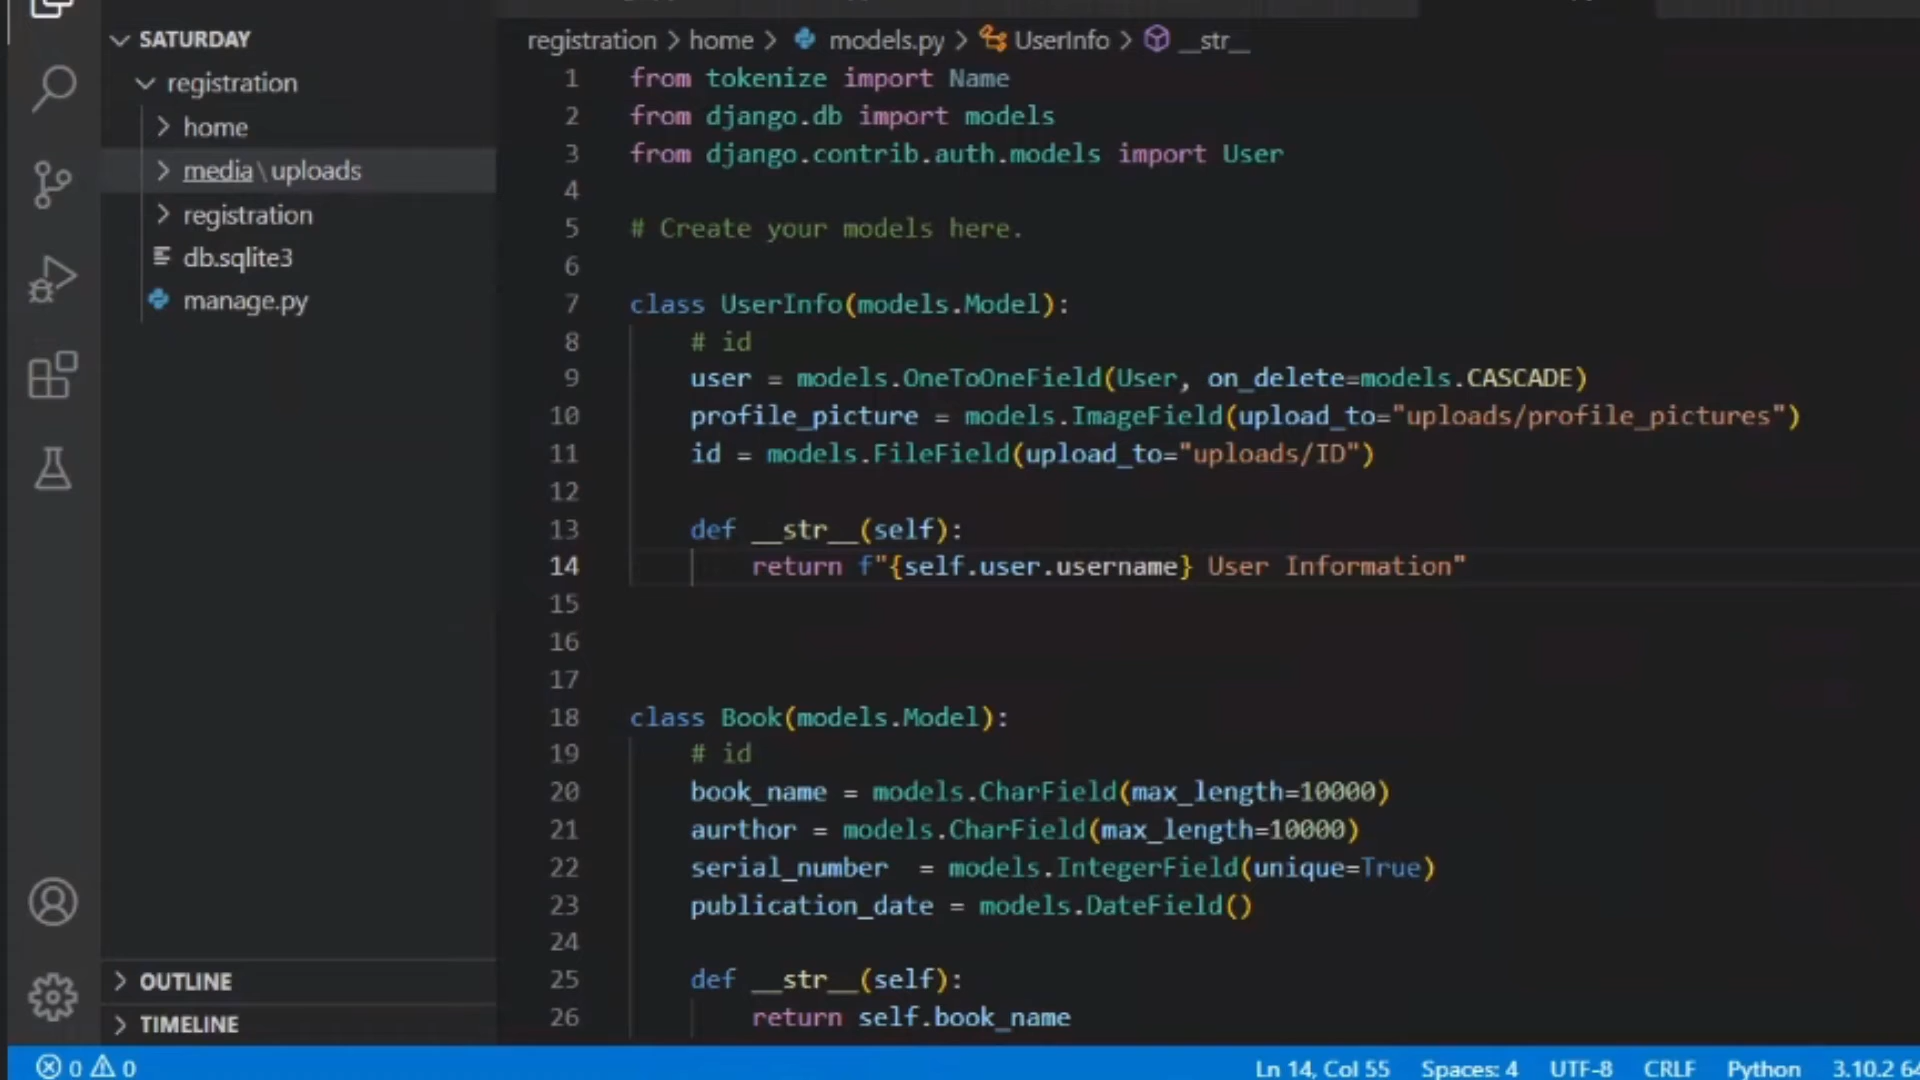 SATURDAY
registration
home
media\uploads
registration
db.sqlite3
manage.py
OUTLINE
TIMELINE
registration > home > models.py > UserInfo > __str__
1 from tokenize import Name
2 from django.db import models
3 from django.contrib.auth.models import User
4
5 # Create your models here.
6
7 class UserInfo(models.Model):
8 # id
9 user = models.OneToOneField(User, on_delete=models.CASCADE)
10 profile_picture = models.ImageField(upload_to="uploads/profile_pictures")
11 id = models.FileField(upload_to="uploads/ID")
12
13 def __str__(self):
14 return f"{self.user.username} User Information"
15
16
17
18 class Book(models.Model):
19 # id
20 book_name = models.CharField(max_length=10000)
21 aurthor = models.CharField(max_length=10000)
22 serial_number  = models.IntegerField(unique=True)
23 publication_date = models.DateField()
24
25 def __str__(self):
26 return self.book_name
0 0 Ln 14, Col 55 Spaces: 4 UTF-8 CRLF Python 3.10.2 64